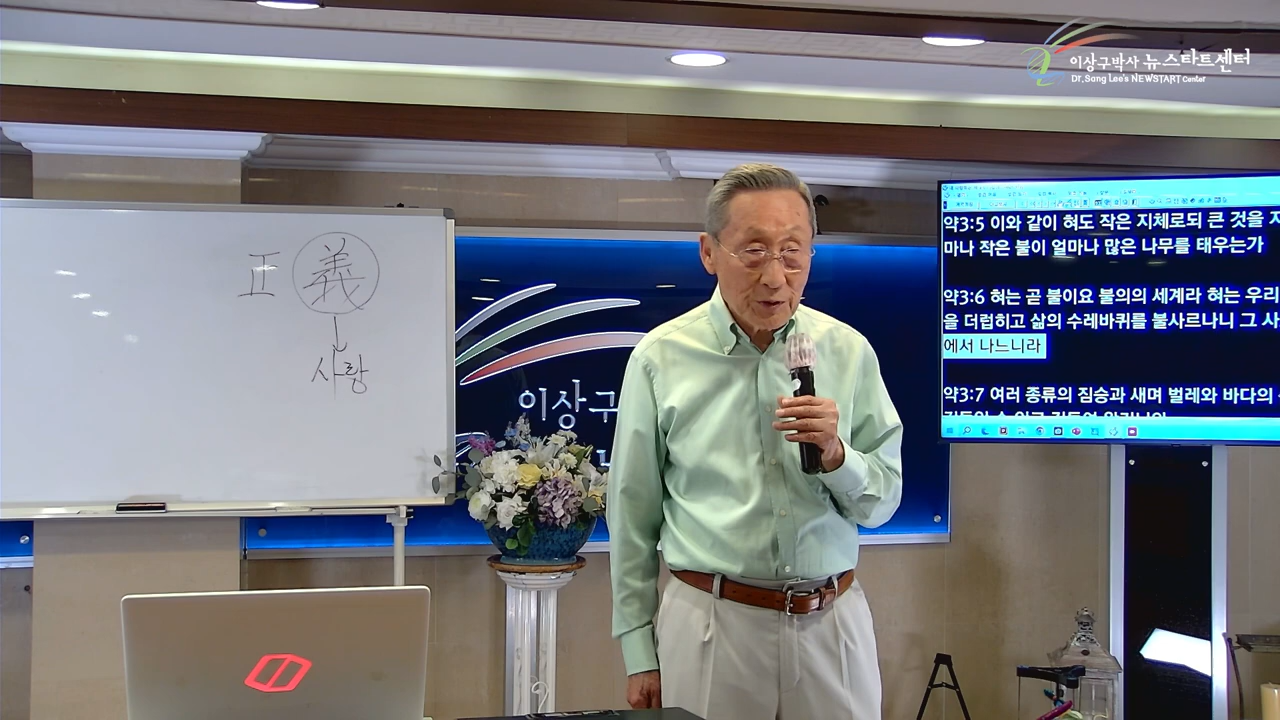 이상구박사 뉴스타트센터
Dr. Sang Lee's NEWSTART Center
正 義
사랑
이상구
약3:5 이와 같이 혀도 작은 지체로되 큰 것을
마나 작은 불이 얼마나 많은 나무를 태우는가
약3:6 혀는 곧 불이요 불의의 세계라 혀는 우리
을 더럽히고 삶의 수레바퀴를 불사르나니 그 사
에서 나느니라
약3:7 여러 종류의 짐승과 새며 벌레와 바다의